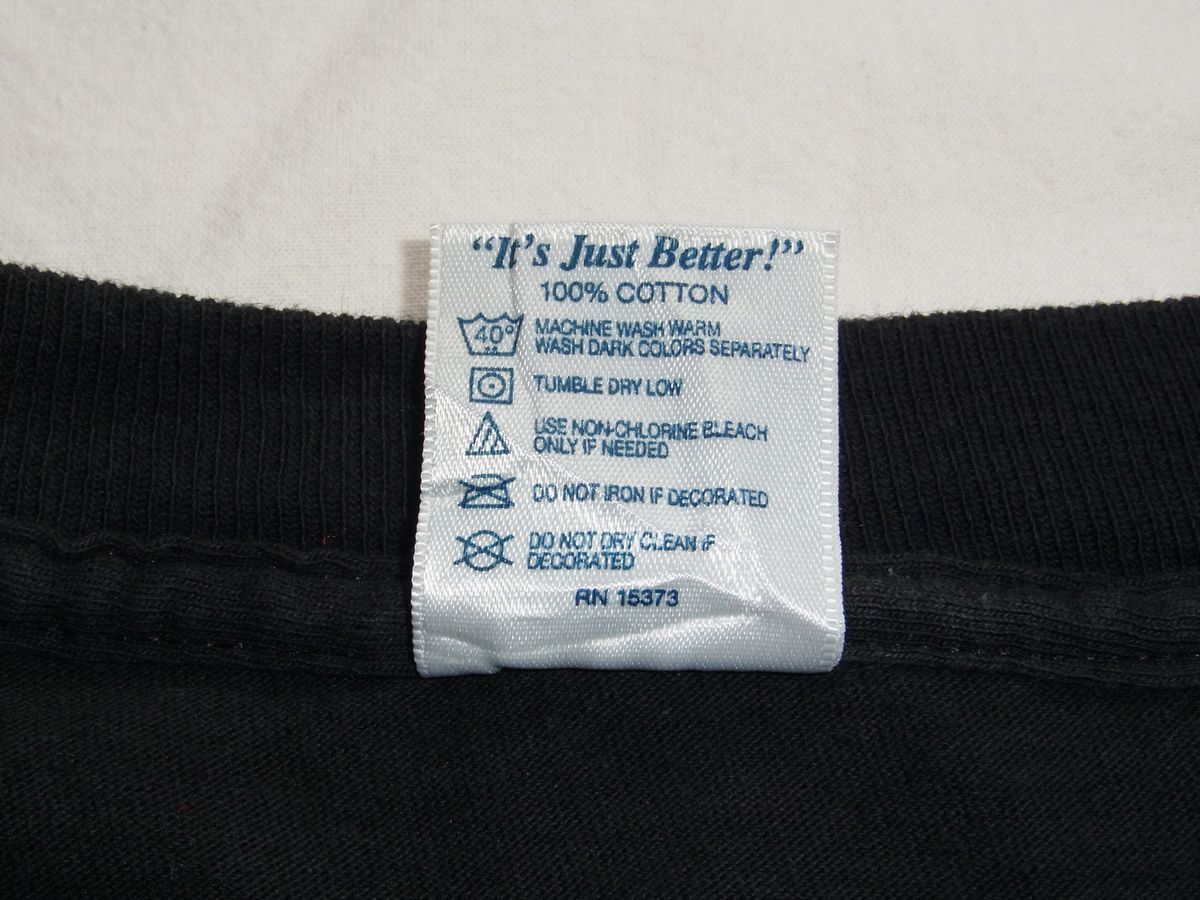 “It’s Just Better!”
100% COTTON
40°
MACHINE WASH WARM
WASH DARK COLORS SEPARATELY
TUMBLE DRY LOW
USE NON-CHLORINE BLEACH
ONLY IF NEEDED
DO NOT IRON IF DECORATED
DO NOT DRY CLEAN IF
DECORATED
RN 15373